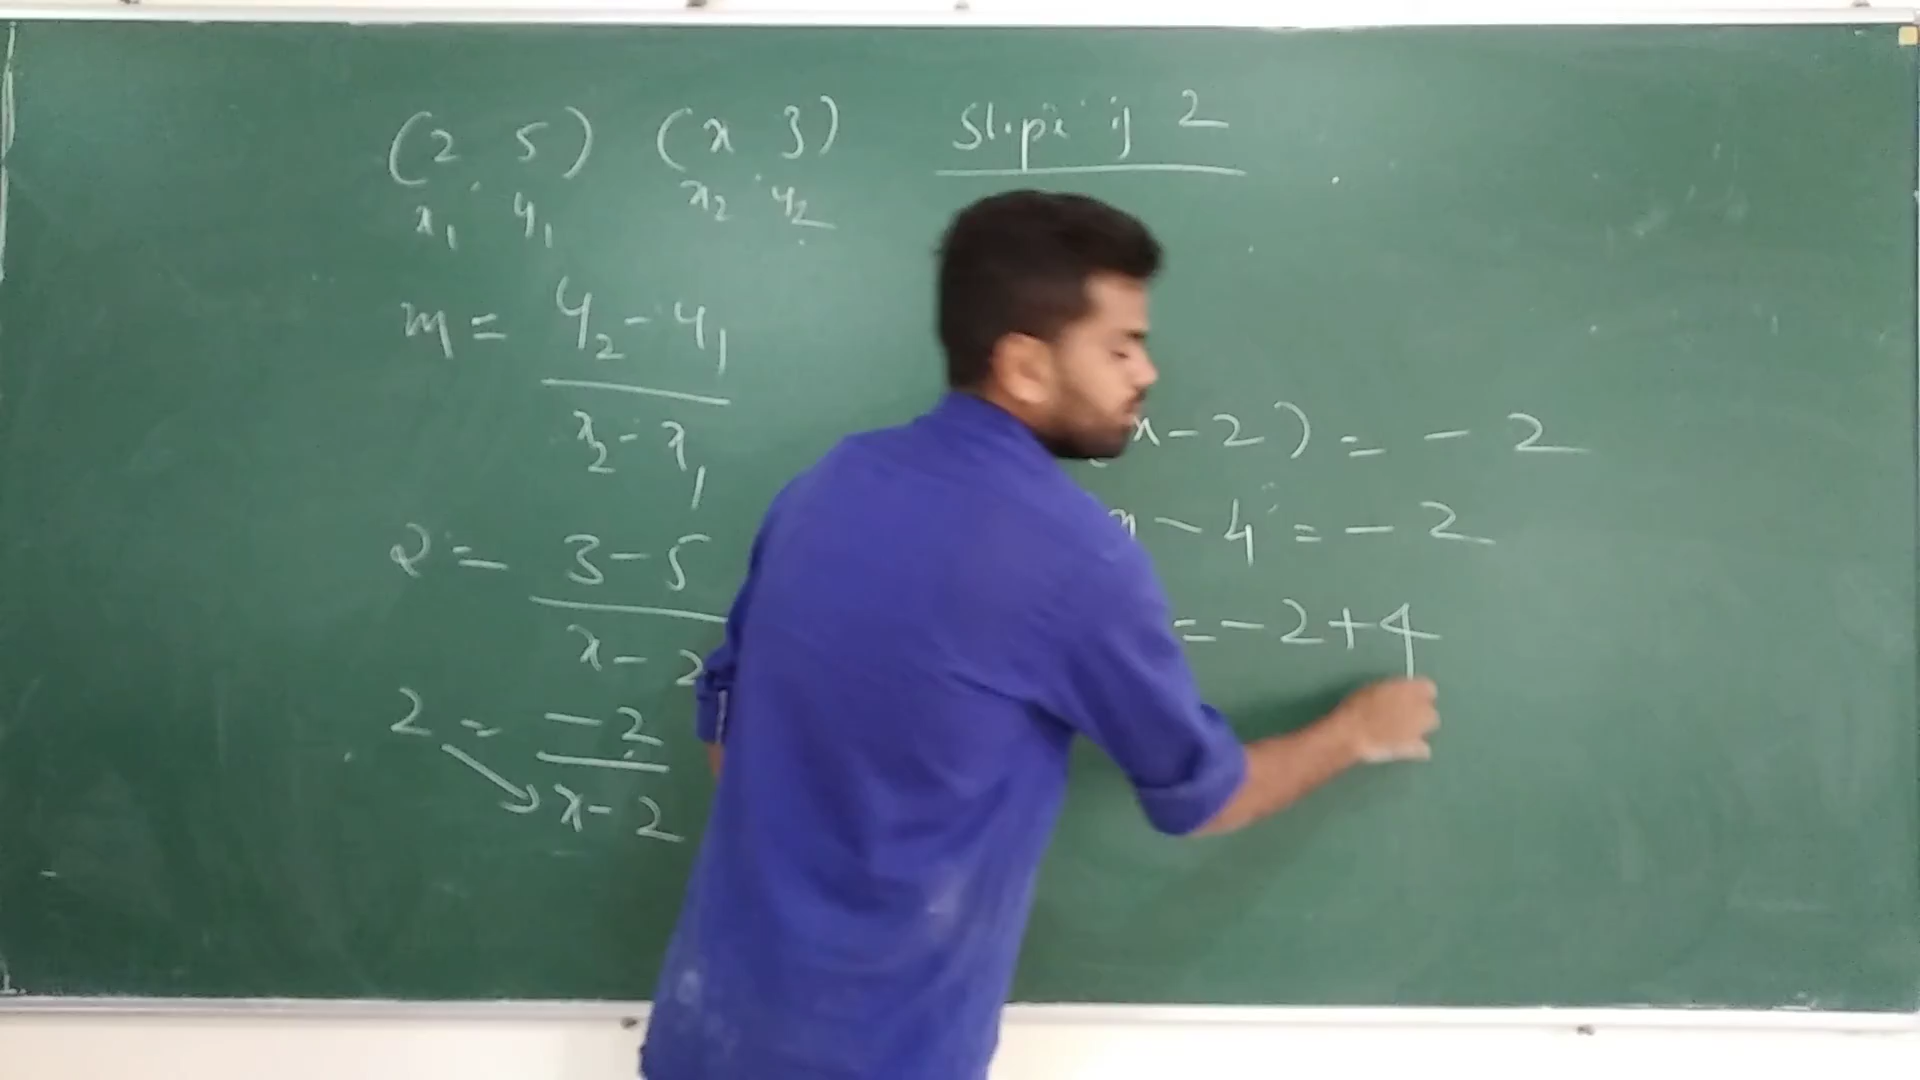 (2 5) (x 3) Slope is 2
x1 y1 x2 y2
m = y2 - y1
x2 - x1
2 = 3 - 5
x - 2
2 = -2
x - 2
x - 2) = - 2
x - 4 = - 2
= - 2 + 4